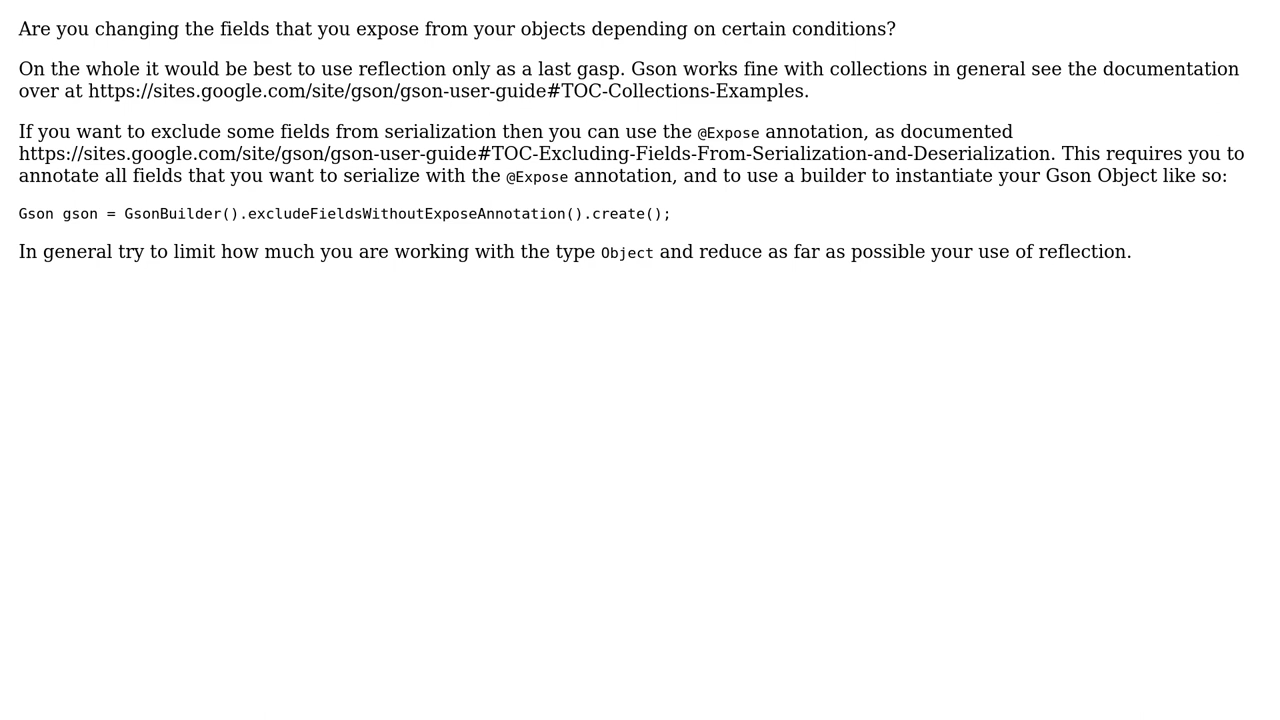 Are you changing the fields that you expose from your objects depending on certain conditions?
On the whole it would be best to use reflection only as a last gasp. Gson works fine with collections in general see the documentation
over at https://sites.google.com/site/gson/gson-user-guide#TOC-Collections-Examples.
If you want to exclude some fields from serialization then you can use the @Expose annotation, as documented
https://sites.google.com/site/gson/gson-user-guide#TOC-Excluding-Fields-From-Serialization-and-Deserialization. This requires you to
annotate all fields that you want to serialize with the @Expose annotation, and to use a builder to instantiate your Gson Object like so:
Gson gson = GsonBuilder().excludeFieldsWithoutExposeAnnotation().create();
In general try to limit how much you are working with the type Object and reduce as far as possible your use of reflection.